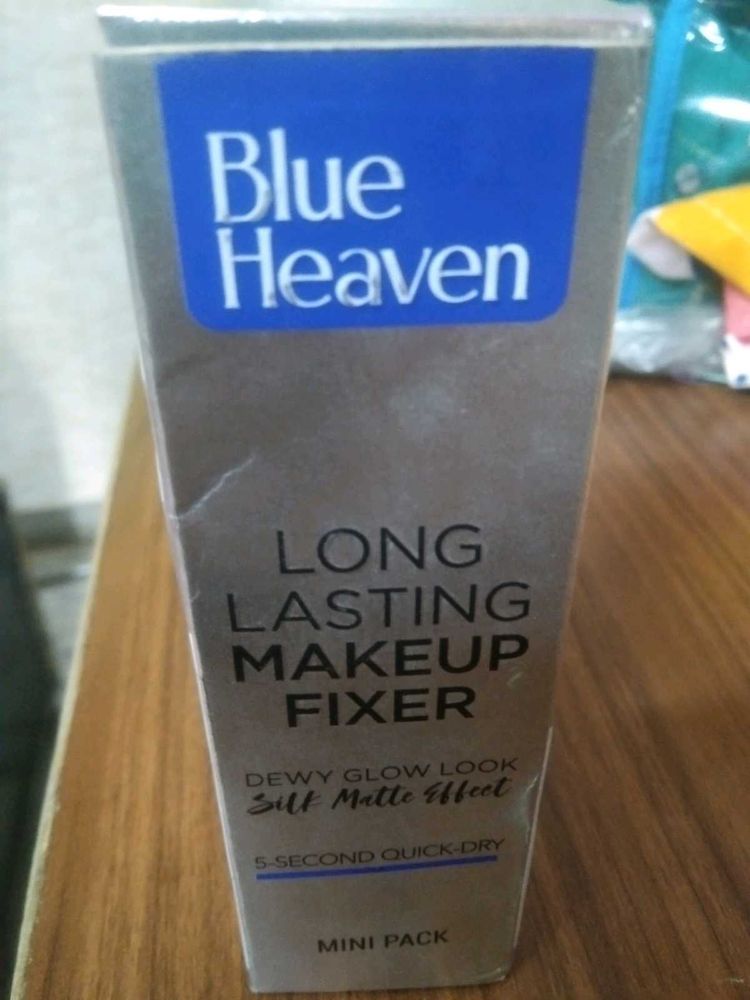 Blue
Heaven
LONG
LASTING
MAKEUP
FIXER
DEWY GLOW LOOK
Silk Matte Effect
5-SECOND QUICK-DRY
MINI PACK